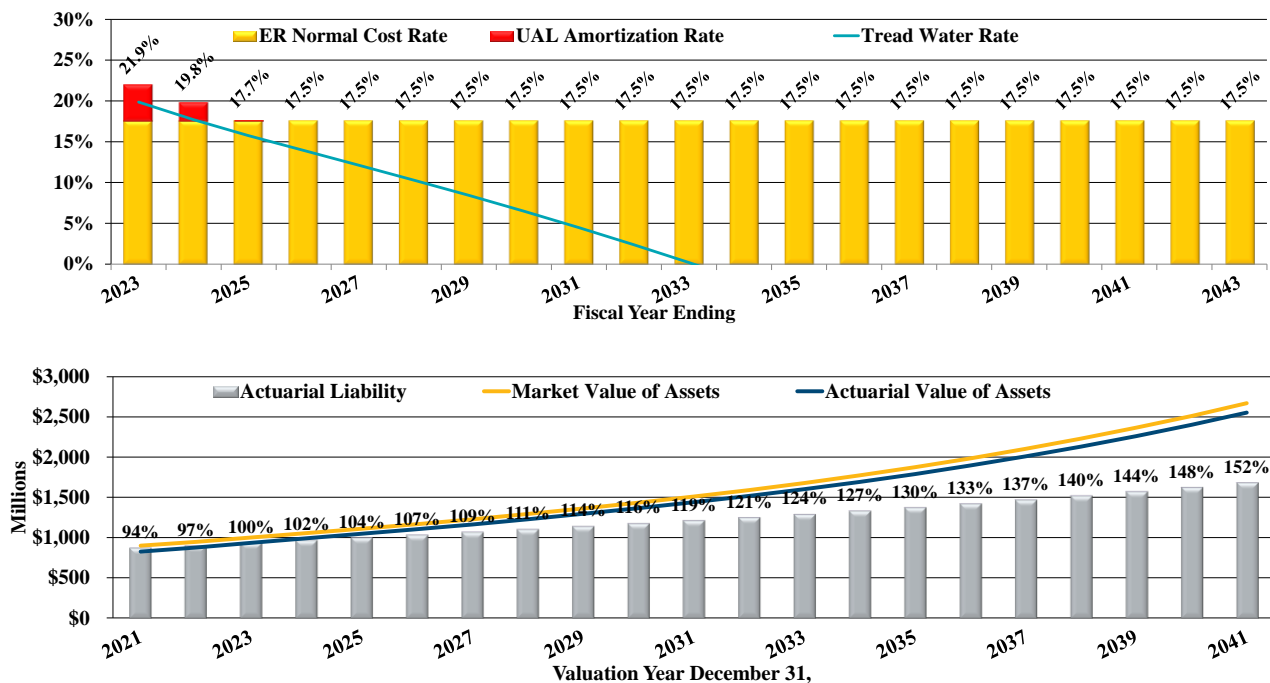 30%
25%
20%
15%
10%
5%
0%
ER Normal Cost Rate UAL Amortization Rate Tread Water Rate
21.9% 19.8% 17.7% 17.5% 17.5% 17.5% 17.5% 17.5% 17.5% 17.5% 17.5% 17.5% 17.5% 17.5% 17.5% 17.5% 17.5% 17.5% 17.5% 17.5% 17.5%
2023 2025 2027 2029 2031 2033 2035 2037 2039 2041 2043
Fiscal Year Ending
$3,000
$2,500
$2,000
$1,500
$1,000
$500
$0
Millions
Actuarial Liability Market Value of Assets Actuarial Value of Assets
94% 97% 100% 102% 104% 107% 109% 111% 114% 116% 119% 121% 124% 127% 130% 133% 137% 140% 144% 148% 152%
2021 2023 2025 2027 2029 2031 2033 2035 2037 2039 2041
Valuation Year December 31,